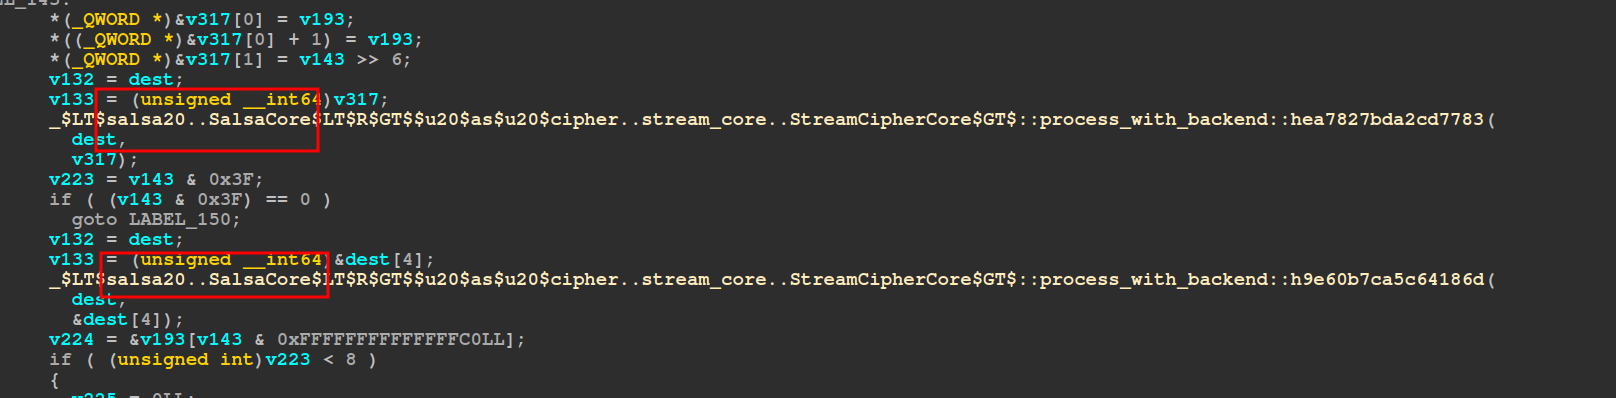 *(_QWORD *)&v317[0] = v193;
*((_QWORD *)&v317[0] + 1) = v193;
*(_QWORD *)&v317[1] = v143 >> 6;
v132 = dest;
v133 = (unsigned __int64)v317;
_$LT$salsa20..SalsaCore$LT$R$GT$$u20$as$u20$cipher..stream_core..StreamCipherCore$GT$::process_with_backend::hea7827bda2cd7783(
dest,
v317);
v223 = v143 & 0x3F;
if ( (v143 & 0x3F) == 0 )
goto LABEL_150;
v132 = dest;
v133 = (unsigned __int64)&dest[4];
_$LT$salsa20..SalsaCore$LT$R$GT$$u20$as$u20$cipher..stream_core..StreamCipherCore$GT$::process_with_backend::h9e60b7ca5c64186d(
dest,
&dest[4]);
v224 = &v193[v143 & 0xFFFFFFFFFFFFFFC0LL];
if ( (unsigned int)v223 < 8 )
{